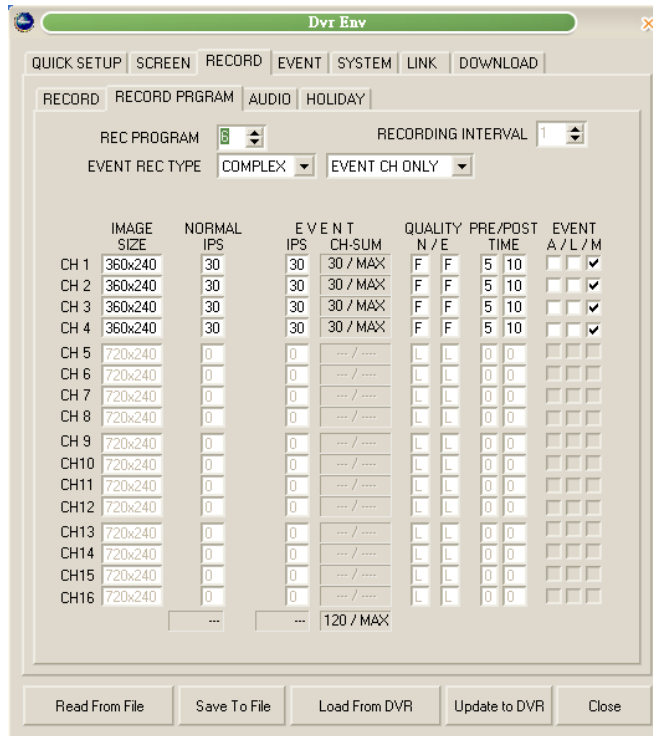 Dvr Env
QUICK SETUP SCREEN RECORD EVENT SYSTEM LINK DOWNLOAD
RECORD RECORD PRGRAM AUDIO HOLIDAY
REC PROGRAM 6 RECORDING INTERVAL 1
EVENT REC TYPE COMPLEX EVENT CH ONLY
IMAGE NORMAL E V E N T QUALITY PRE/POST EVENT
SIZE IPS IPS CH-SUM N / E TIME A / L / M
CH 1 360x240 30 30 30 / MAX F F 5 10
CH 2 360x240 30 30 30 / MAX F F 5 10
CH 3 360x240 30 30 30 / MAX F F 5 10
CH 4 360x240 30 30 30 / MAX F F 5 10
CH 5 720x240 0 0 --- / ---- L L 0 0
CH 6 720x240 0 0 --- / ---- L L 0 0
CH 7 720x240 0 0 --- / ---- L L 0 0
CH 8 720x240 0 0 --- / ---- L L 0 0
CH 9 720x240 0 0 --- / ---- L L 0 0
CH10 720x240 0 0 --- / ---- L L 0 0
CH11 720x240 0 0 --- / ---- L L 0 0
CH12 720x240 0 0 --- / ---- L L 0 0
CH13 720x240 0 0 --- / ---- L L 0 0
CH14 720x240 0 0 --- / ---- L L 0 0
CH15 720x240 0 0 --- / ---- L L 0 0
CH16 720x240 0 0 --- / ---- L L 0 0
--- --- 120 / MAX
Read From File Save To File Load From DVR Update to DVR Close